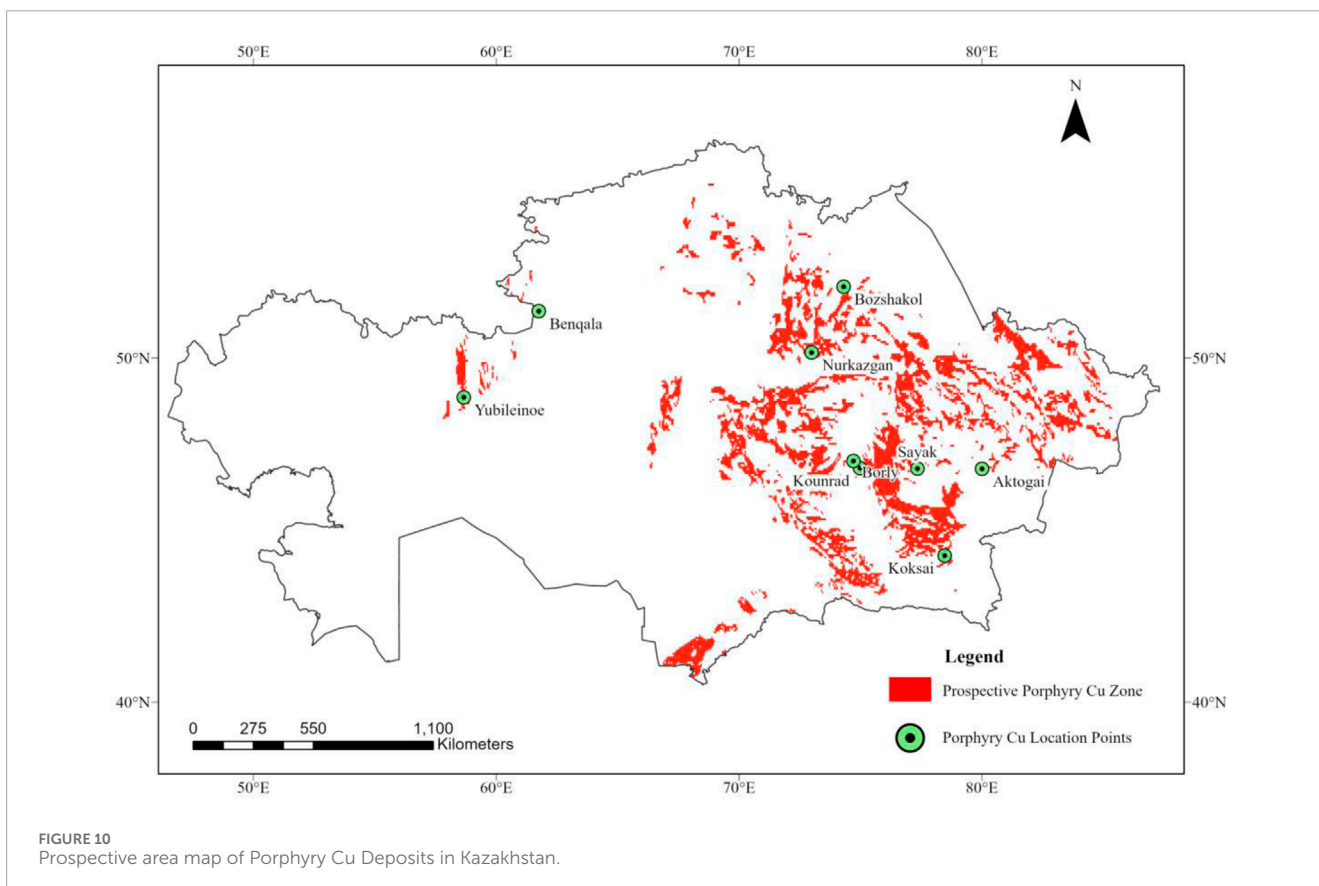 50°E 60°E 70°E 80°E
N
Bozshakol
Benqala
50°N 50°N
Nurkazgan
Yubileinoe
Sayak
Kounrad Borly Aktogai
Koksai
Legend
Prospective Porphyry Cu Zone
40°N 40°N
0 275 550 1,100
Kilometers
Porphyry Cu Location Points
50°E 60°E 70°E 80°E
FIGURE 10
Prospective area map of Porphyry Cu Deposits in Kazakhstan.